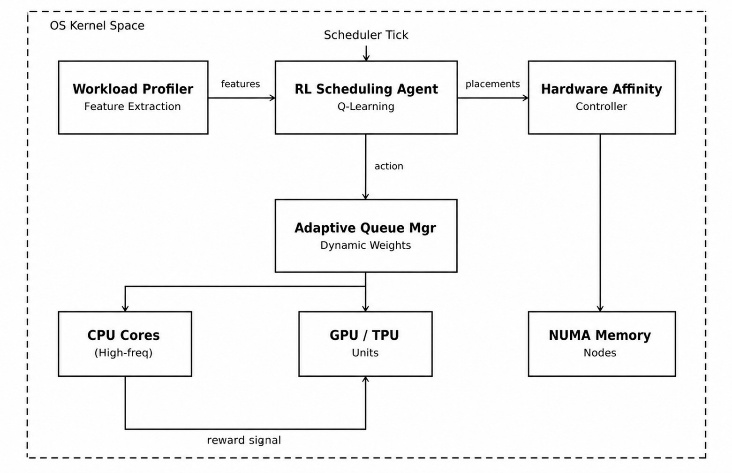 OS Kernel Space
Scheduler Tick
Workload Profiler
Feature Extraction
features
RL Scheduling Agent
Q-Learning
placements
Hardware Affinity
Controller
action
Adaptive Queue Mgr
Dynamic Weights
CPU Cores
(High-freq)
GPU / TPU
Units
NUMA Memory
Nodes
reward signal